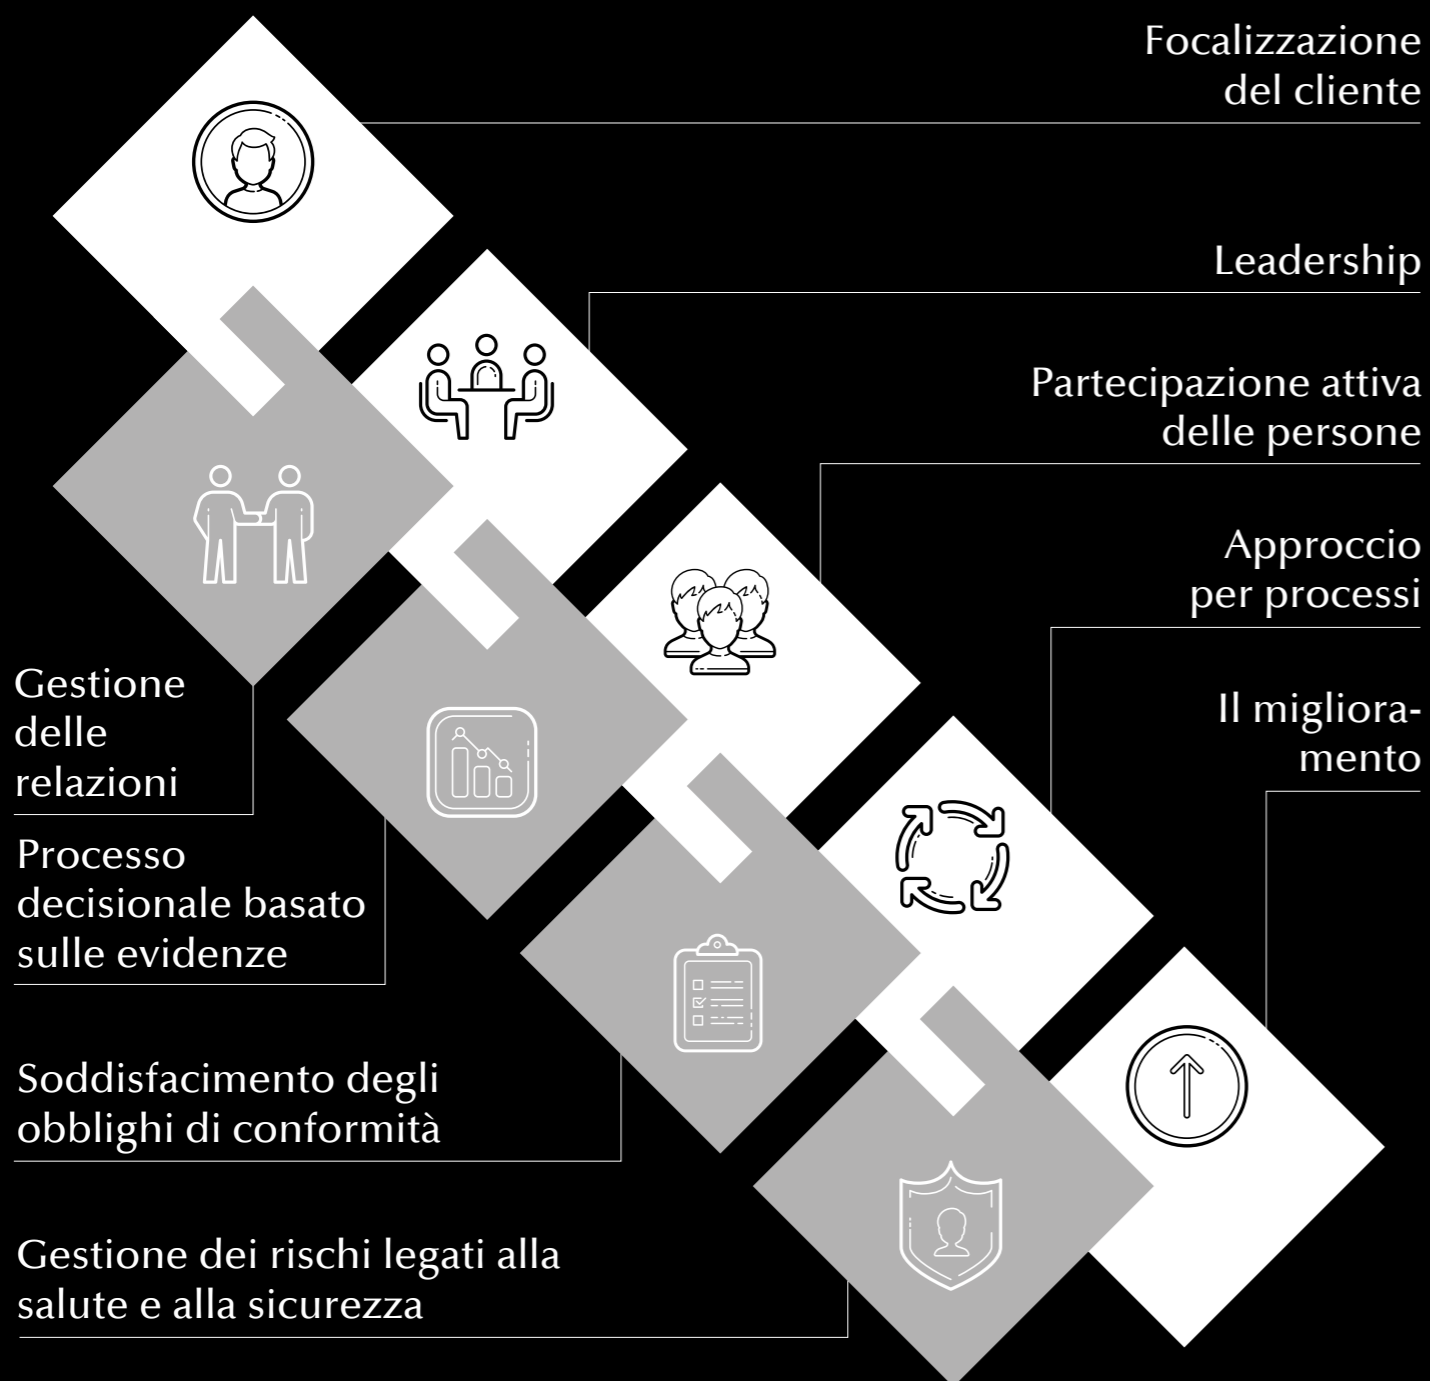 Focalizzazione
del cliente
Leadership
Partecipazione attiva
delle persone
Approccio
per processi
Il migliora-
mento
Gestione
delle
relazioni
Processo
decisionale basato
sulle evidenze
Soddisfacimento degli
obblighi di conformità
Gestione dei rischi legati alla
salute e alla sicurezza